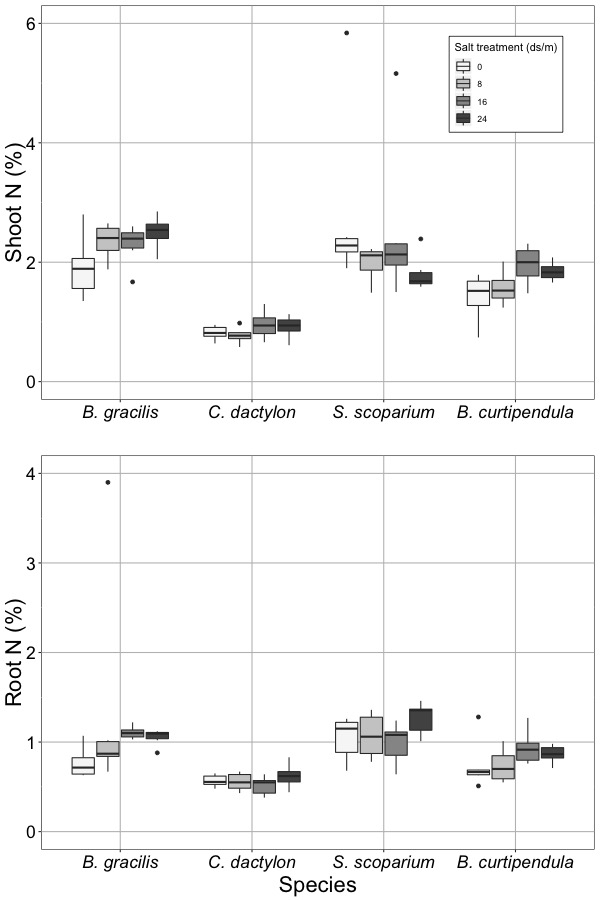 6
Salt treatment (ds/m)
0
8
16
24
4
Shoot N (%)
2
0
B. gracilis C. dactylon S. scoparium B. curtipendula
4
3
Root N (%)
2
1
0
B. gracilis C. dactylon S. scoparium B. curtipendula
Species